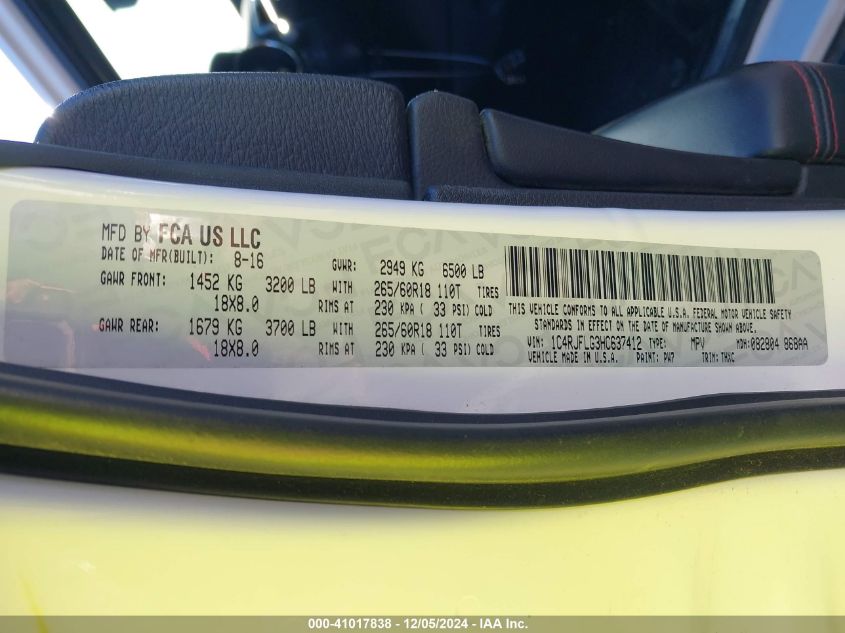 MFD BY FCA US LLC
DATE OF MFR(BUILT): 8-16 GVWR: 2949 KG 6500 LB
GAWR FRONT: 1452 KG 3200 LB WITH 265/60R18 110T TIRES
18X8.0 RIMS AT 230 KPA ( 33 PSI) COLD
GAWR REAR: 1679 KG 3700 LB WITH 265/60R18 110T TIRES
18X8.0 RIMS AT 230 KPA ( 33 PSI) COLD
THIS VEHICLE CONFORMS TO ALL APPLICABLE U.S.A. FEDERAL MOTOR VEHICLE SAFETY
STANDARDS IN EFFECT ON THE DATE OF MANUFACTURE SHOWN ABOVE.
VIN: 1C4RJFLG3HC637412 TYPE: MPV MDH: 082904 868AA
VEHICLE MADE IN U.S.A. PAINT: PW7 TRIM: THXC
000-41017838 - 12/05/2024 - IAA Inc.